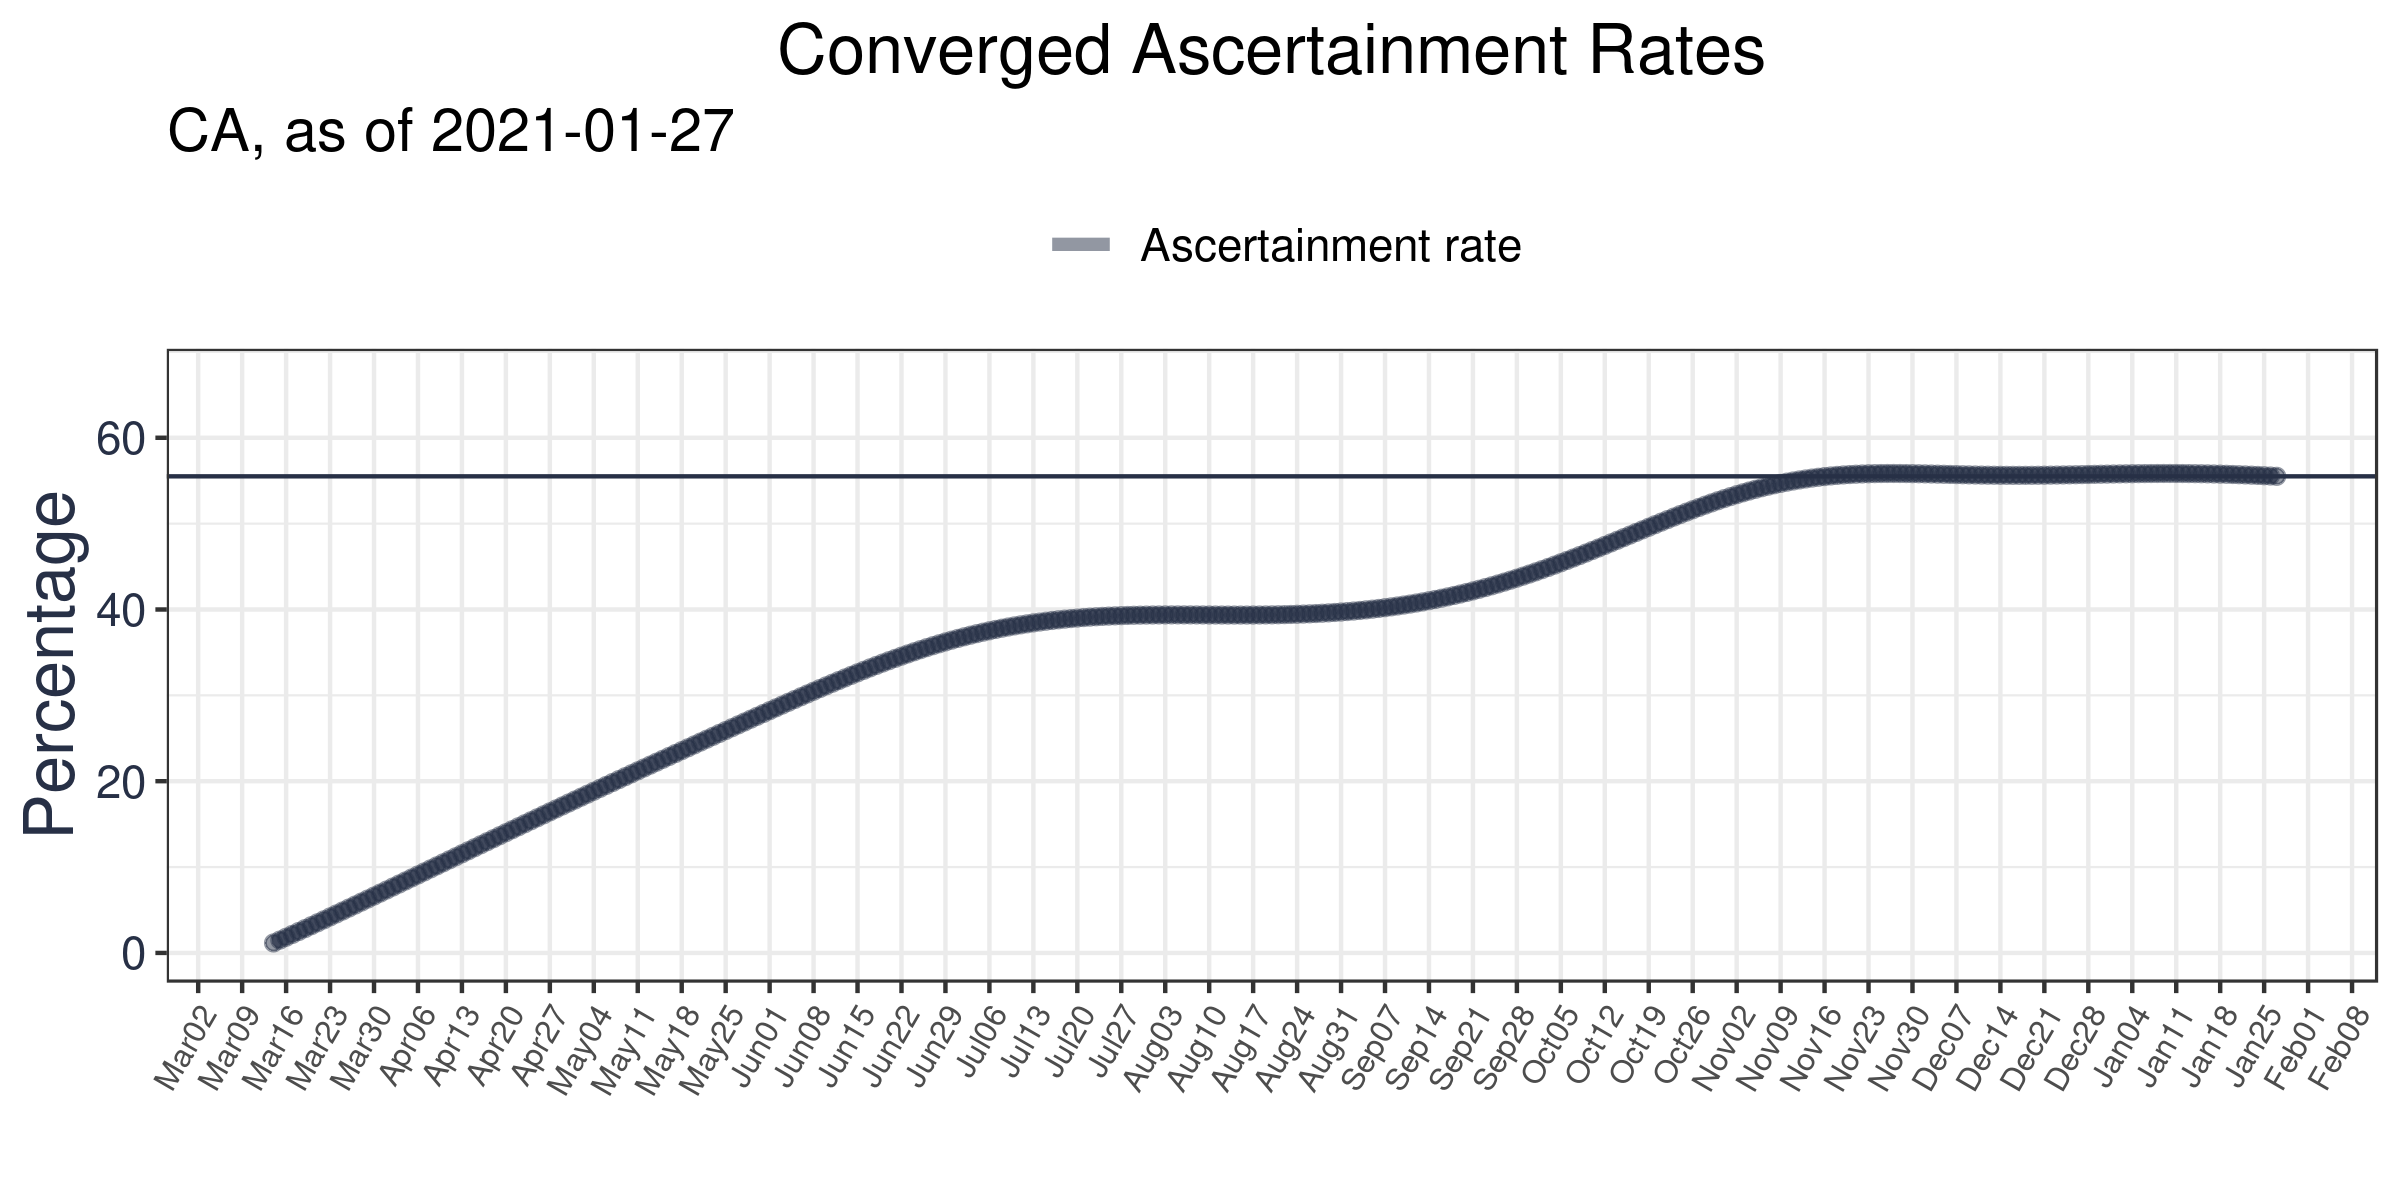 Converged Ascertainment Rates
CA, as of 2021-01-27
Ascertainment rate
Percentage
60
40
20
0
Mar02
Mar09
Mar16
Mar23
Mar30
Apr06
Apr13
Apr20
Apr27
May04
May11
May18
May25
Jun01
Jun08
Jun15
Jun22
Jun29
Jul06
Jul13
Jul20
Jul27
Aug03
Aug10
Aug17
Aug24
Aug31
Sep07
Sep14
Sep21
Sep28
Oct05
Oct12
Oct19
Oct26
Nov02
Nov09
Nov16
Nov23
Nov30
Dec07
Dec14
Dec21
Dec28
Jan04
Jan11
Jan18
Jan25
Feb01
Feb08